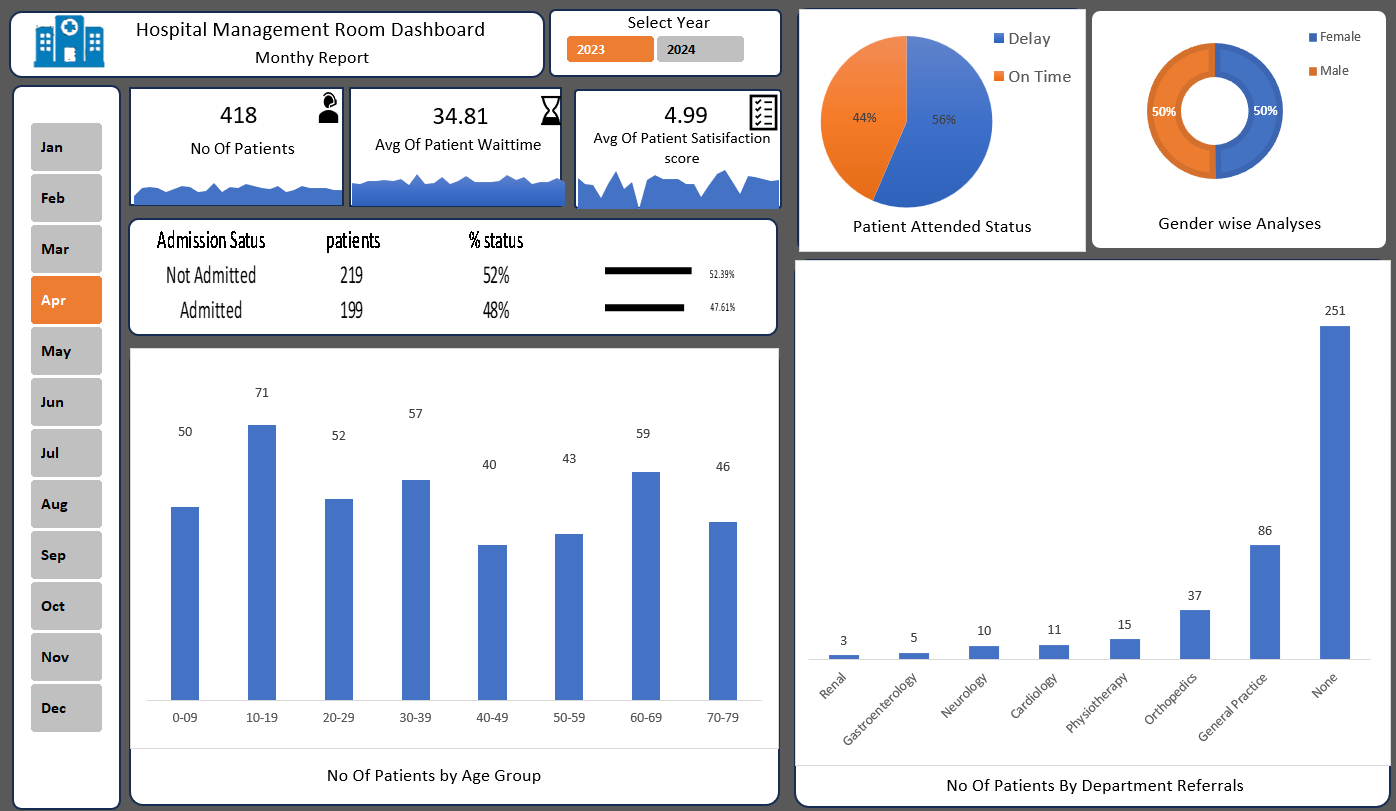 Hospital Management Room Dashboard
Monthy Report
Select Year
2023 2024
Jan
Feb
Mar
Apr
May
Jun
Jul
Aug
Sep
Oct
Nov
Dec
418
No Of Patients
34.81
Avg Of Patient Waittime
4.99
Avg Of Patient Satisifaction
score
Admission Satus patients % status
Not Admitted 219 52% 52.39%
Admitted 199 48% 47.61%
50 71 52 57 40 43 59 46
0-09 10-19 20-29 30-39 40-49 50-59 60-69 70-79
No Of Patients by Age Group
Delay
On Time
44% 56%
Patient Attended Status
Female
Male
50% 50%
Gender wise Analyses
3 5 10 11 15 37 86 251
Renal Gastroenterology Neurology Cardiology Physiotherapy Orthopedics General Practice None
No Of Patients By Department Referrals